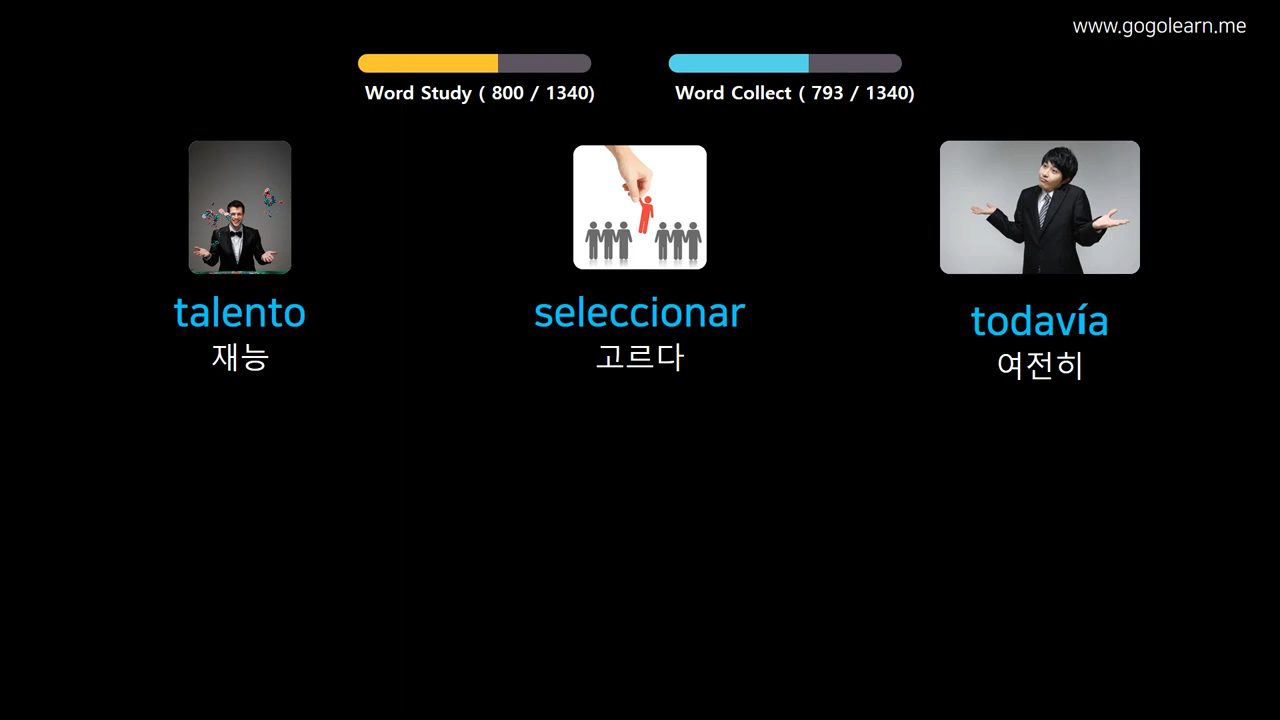 www.gogolearn.me
Word Study ( 800 / 1340)
Word Collect ( 793 / 1340)
talento
재능
seleccionar
고르다
todavía
여전히